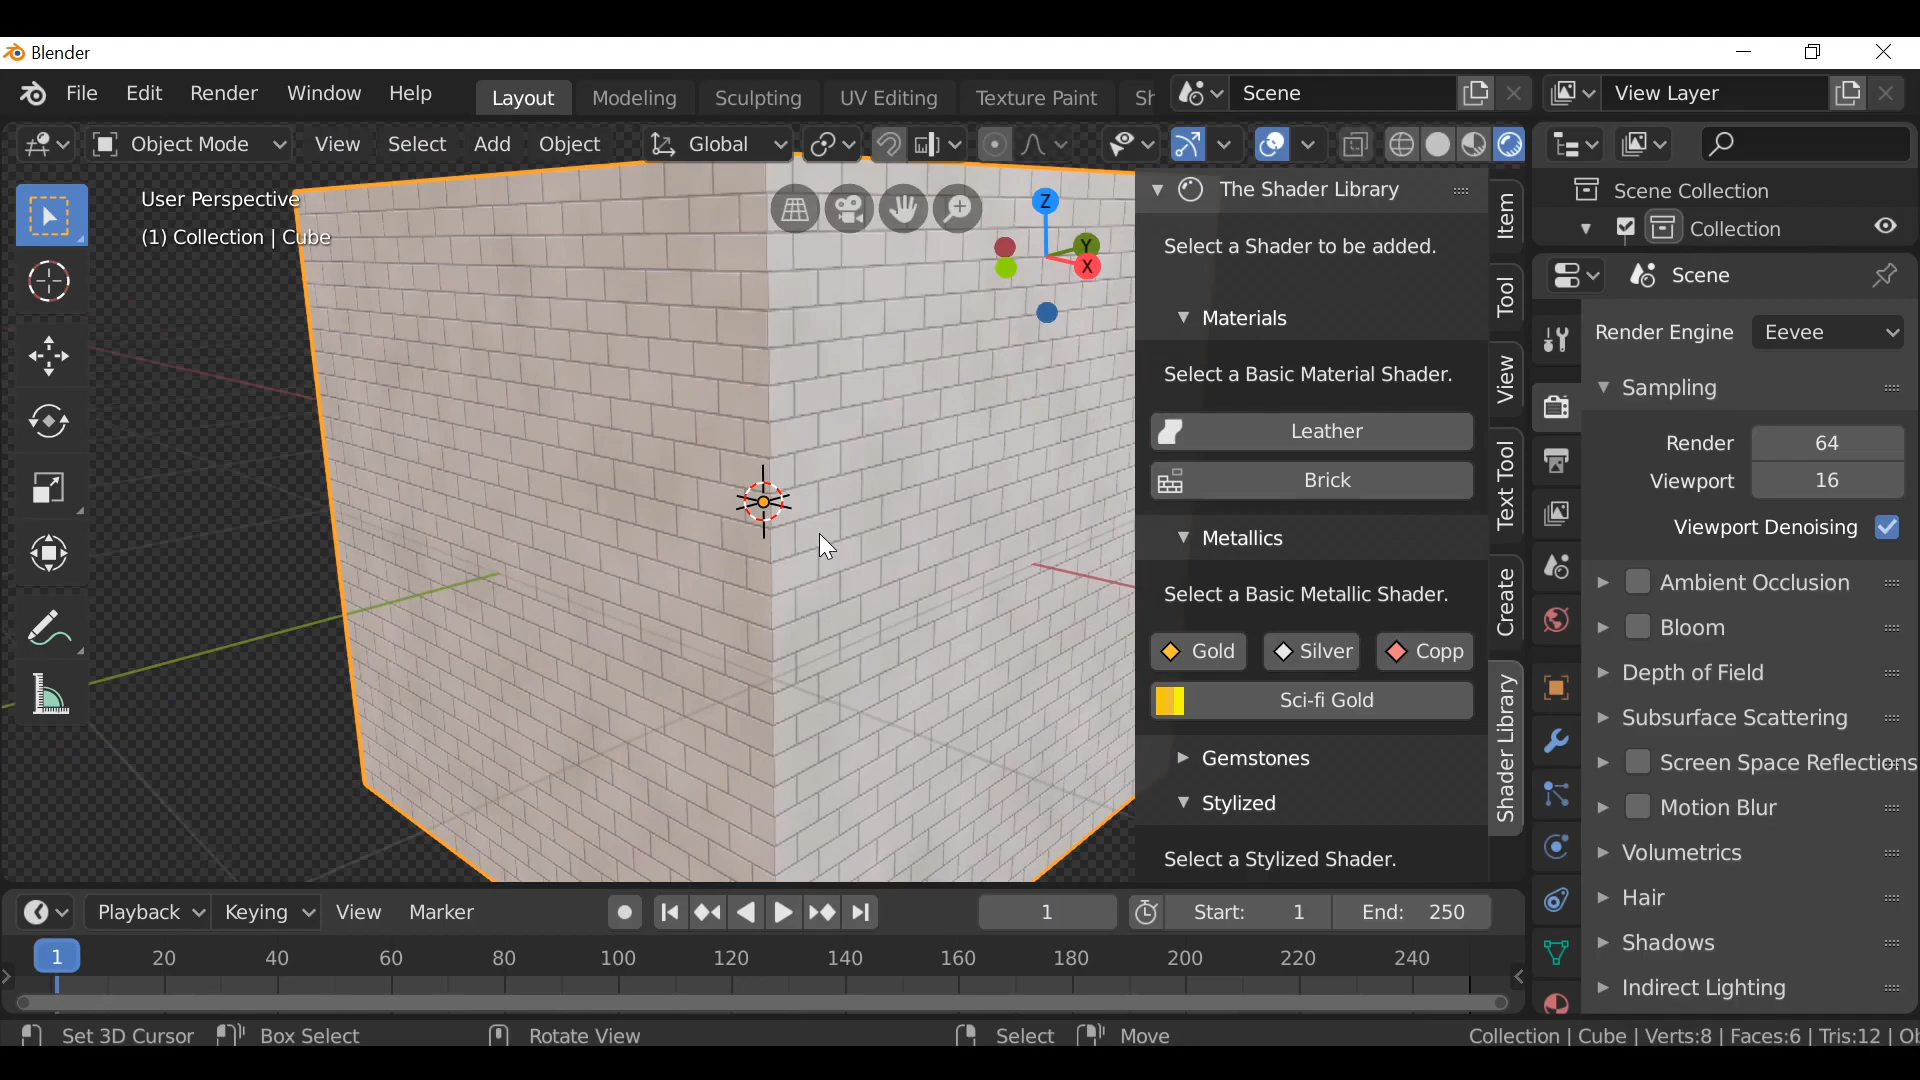 Blender
File Edit Render Window Help Layout Modeling Sculpting UV Editing Texture Paint Sh Scene View Layer
Object Mode View Select Add Object Global
User Perspective
(1) Collection | Cube
Z
Y
X
The Shader Library
Select a Shader to be added.
Materials
Select a Basic Material Shader.
Leather
Brick
Metallics
Select a Basic Metallic Shader.
Gold Silver Copp
Sci-fi Gold
Gemstones
Stylized
Select a Stylized Shader.
Item
Tool
View
Text Tool
Create
Shader Library
Scene Collection
Collection
Scene
Render Engine Eevee
Sampling
Render 64
Viewport 16
Viewport Denoising
Ambient Occlusion
Bloom
Depth of Field
Subsurface Scattering
Screen Space Reflections
Motion Blur
Volumetrics
Hair
Shadows
Indirect Lighting
Playback Keying View Marker 1 Start: 1 End: 250
1 20 40 60 80 100 120 140 160 180 200 220 240
Set 3D Cursor Box Select Rotate View Select Move Collection | Cube | Verts:8 | Faces:6 | Tris:12 | Ob